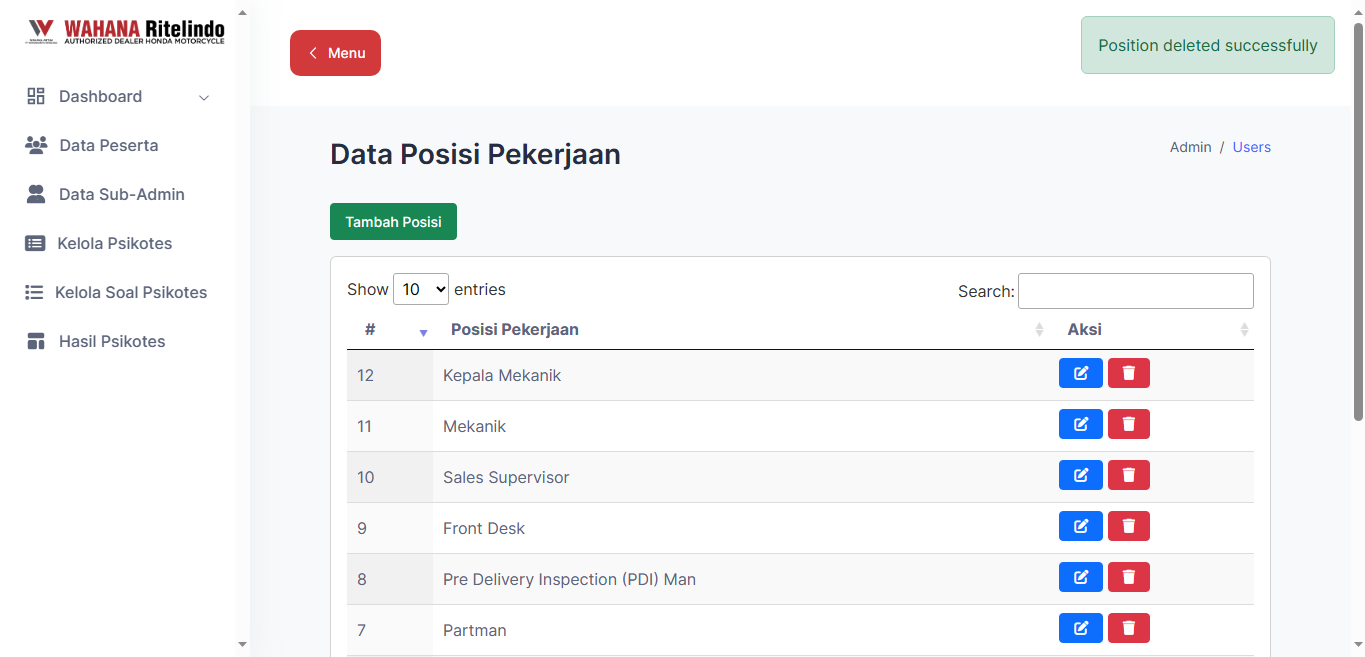 WAHANA Ritelindo
AUTHORIZED DEALER HONDA MOTORCYCLE
Dashboard
Data Peserta
Data Sub-Admin
Kelola Psikotes
Kelola Soal Psikotes
Hasil Psikotes
Menu
Position deleted successfully
Data Posisi Pekerjaan
Admin / Users
Tambah Posisi
Show 10 entries
Search:
# Posisi Pekerjaan Aksi
12 Kepala Mekanik
11 Mekanik
10 Sales Supervisor
9 Front Desk
8 Pre Delivery Inspection (PDI) Man
7 Partman